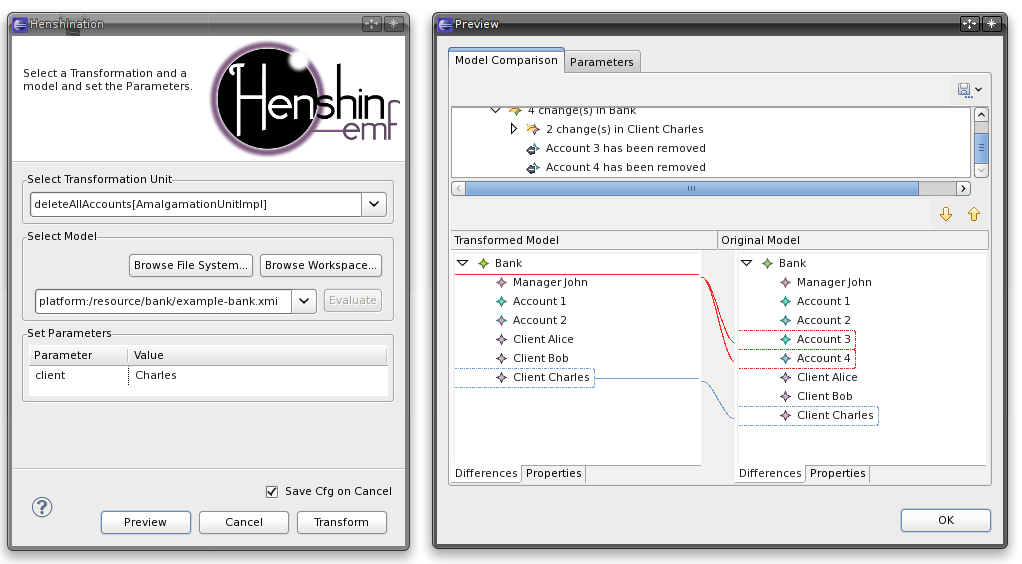 Henshination
Select a Transformation and a
model and set the Parameters.
Henshin
emf
Select Transformation Unit
deleteAllAccounts[AmalgamationUnitImpl]
Select Model
Browse File System...
Browse Workspace...
platform:/resource/bank/example-bank.xmi
Evaluate
Set Parameters
Parameter Value
client Charles
Save Cfg on Cancel
?
Preview
Cancel
Transform
Preview
Model Comparison
Parameters
4 change(s) in Bank
2 change(s) in Client Charles
Account 3 has been removed
Account 4 has been removed
Transformed Model
Bank
Manager John
Account 1
Account 2
Client Alice
Client Bob
Client Charles
Differences
Properties
Original Model
Bank
Manager John
Account 1
Account 2
Account 3
Account 4
Client Alice
Client Bob
Client Charles
Differences
Properties
OK